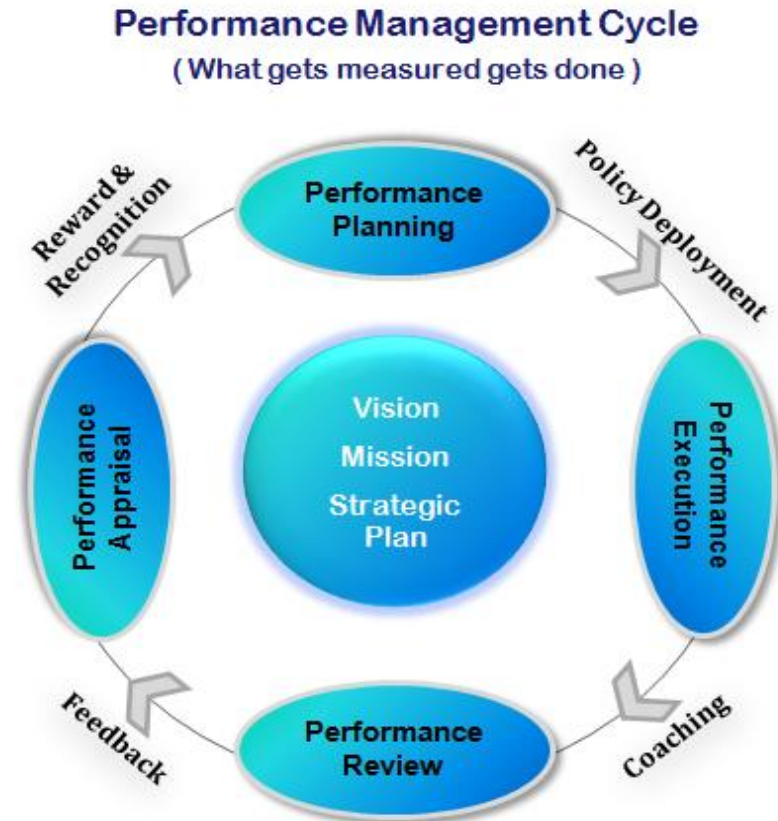 Performance Management Cycle
( What gets measured gets done )
Reward &
Recognition
Performance
Planning
Policy Deployment
Performance
Execution
Coaching
Performance
Review
Feedback
Performance
Appraisal
Vision
Mission
Strategic
Plan